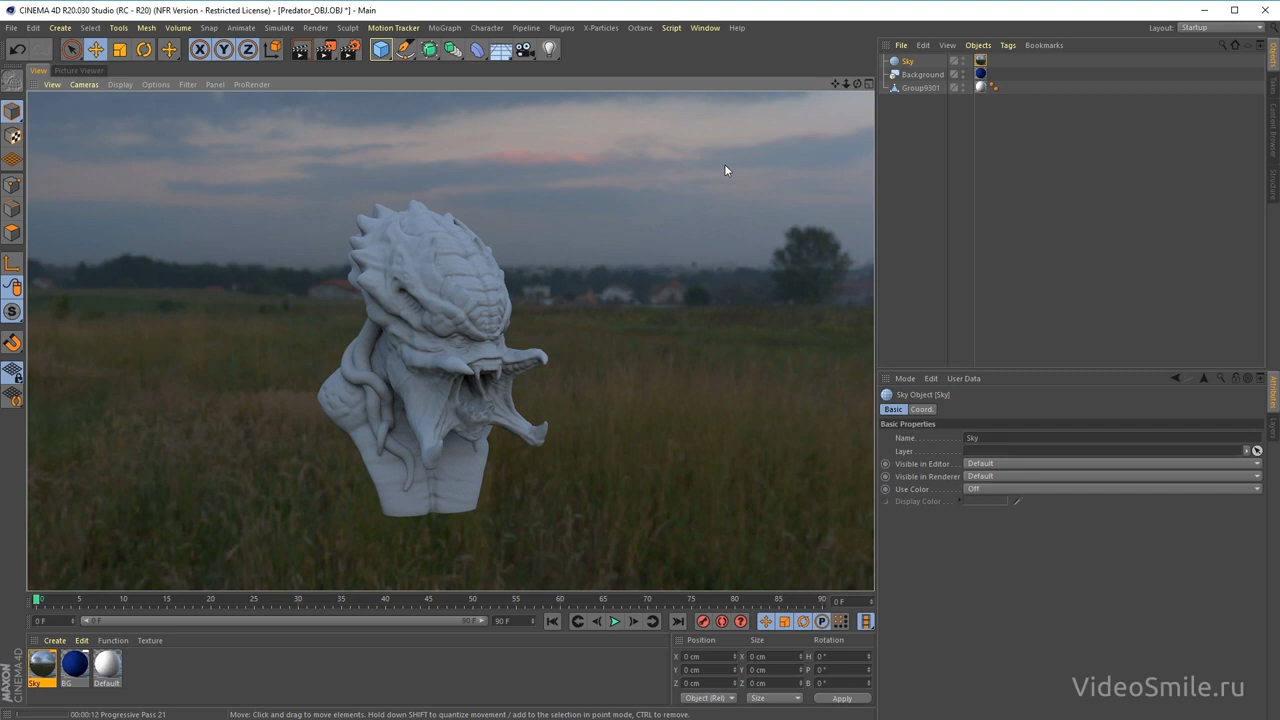 CINEMA 4D R20.030 Studio (RC - R20) (NFR Version - Restricted License) - [Predator_OBJ.OBJ *] - Main
File Edit Create Select Tools Mesh Volume Snap Animate Simulate Render Sculpt Motion Tracker MoGraph Character Pipeline Plugins X-Particles Octane Script Window Help Layout: Startup
File Edit View Objects Tags Bookmarks
View Picture Viewer
View Cameras Display Options Filter Panel ProRender
Sky
Background
Group9301
X Y Z
Objects
Takes
Content Browser
Structure
Mode Edit User Data
Sky Object [Sky]
Basic Coord.
Basic Properties
Name Sky
Layer
Visible in Editor Default
Visible in Renderer Default
Use Color Off
Display Color
Attributes
Layers
0 5 10 15 20 25 30 35 40 45 50 55 60 65 70 75 80 85 90 0 F
0 F 0 F 90 F 90 F
Create Edit Function Texture
Sky BG Default
Position Size Rotation
X 0 cm X 0 cm H 0 °
Y 0 cm Y 0 cm P 0 °
Z 0 cm Z 0 cm B 0 °
Object (Rel) Size Apply
MAXON
CINEMA 4D
VideoSmile.ru
00:00:12 Progressive Pass 21 Move: Click and drag to move elements. Hold down SHIFT to quantize movement / add to the selection in point mode, CTRL to remove.